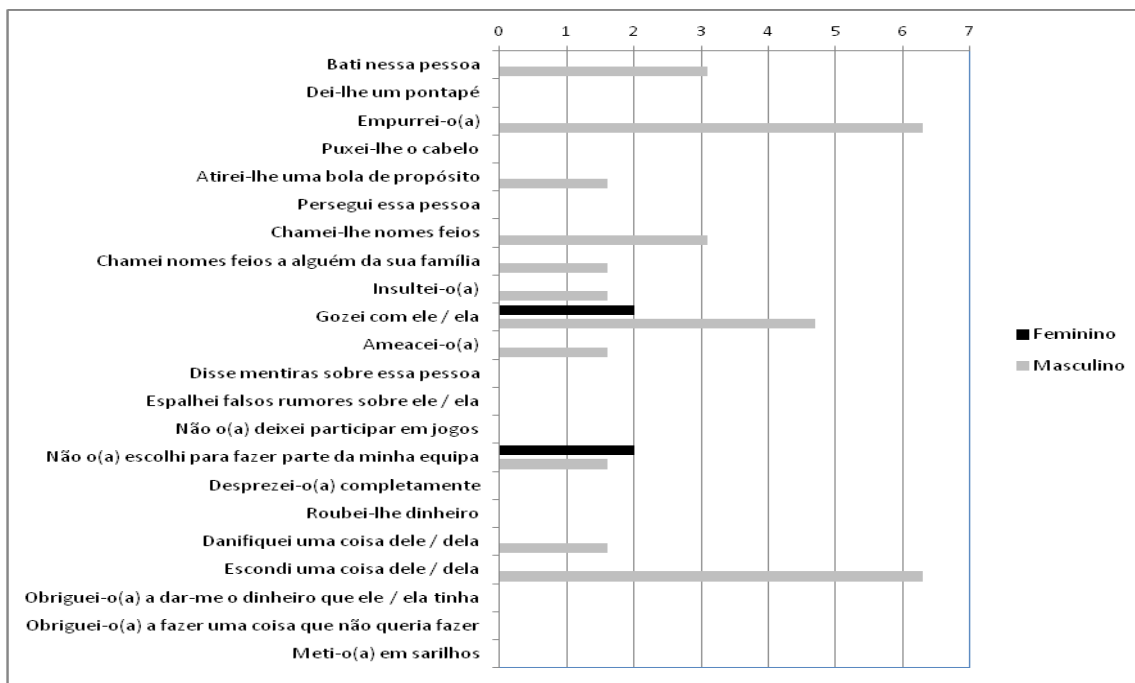 0 1 2 3 4 5 6 7
Bati nessa pessoa
Dei-lhe um pontapé
Empurrei-o(a)
Puxei-lhe o cabelo
Atirei-lhe uma bola de propósito
Persegui essa pessoa
Chamei-lhe nomes feios
Chamei nomes feios a alguém da sua família
Insultei-o(a)
Gozei com ele / ela
Ameacei-o(a)
Disse mentiras sobre essa pessoa
Espalhei falsos rumores sobre ele / ela
Não o(a) deixei participar em jogos
Não o(a) escolhi para fazer parte da minha equipa
Desprezei-o(a) completamente
Roubei-lhe dinheiro
Danifiquei uma coisa dele / dela
Escondi uma coisa dele / dela
Obriguei-o(a) a dar-me o dinheiro que ele / ela tinha
Obriguei-o(a) a fazer uma coisa que não queria fazer
Meti-o(a) em sarilhos
Feminino
Masculino